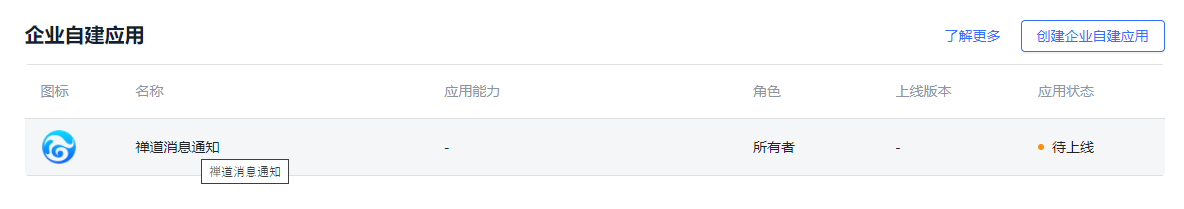 企业自建应用 了解更多 创建企业自建应用
图标 名称 应用能力 角色 上线版本 应用状态
禅道消息通知 - 所有者 - 待上线
禅道消息通知